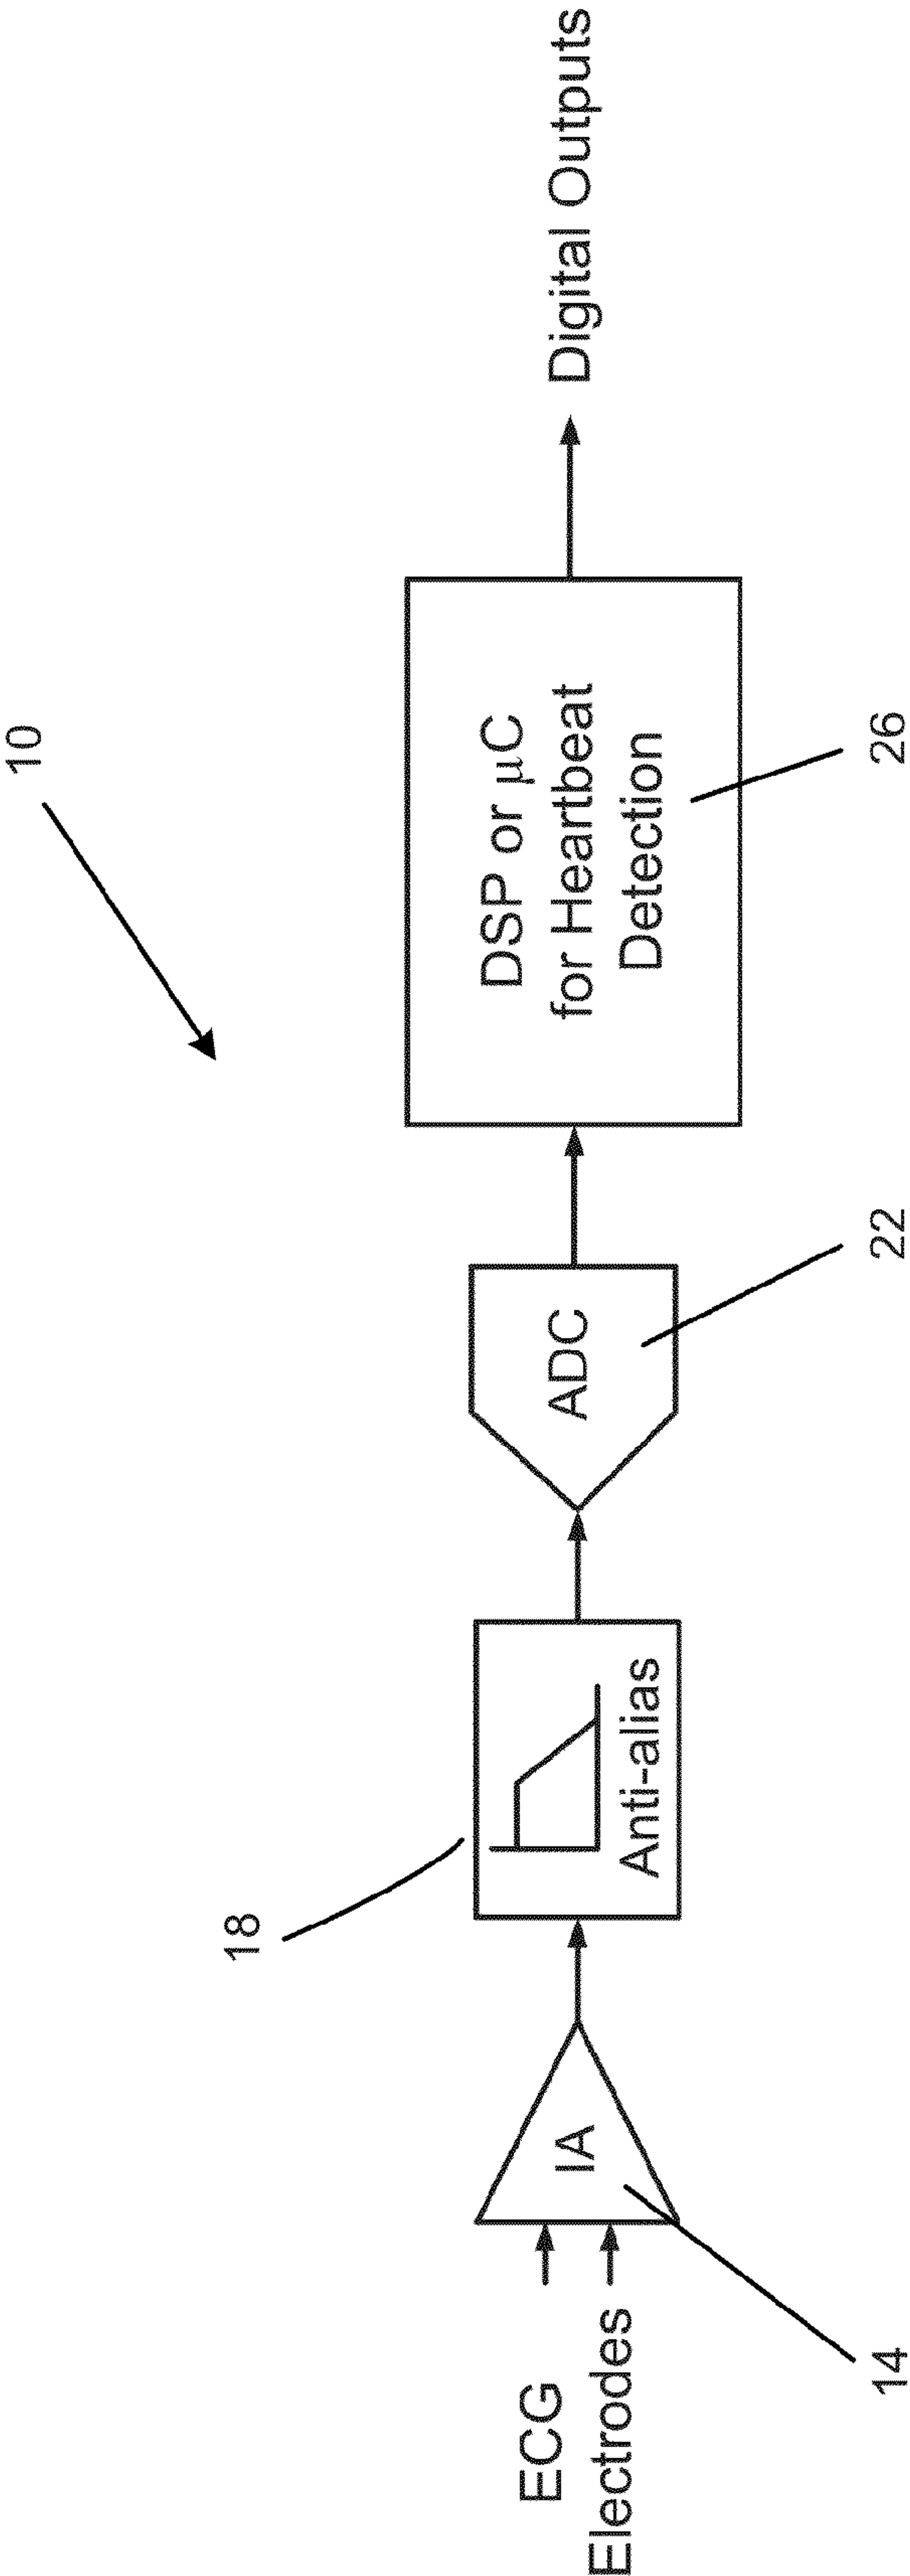 10
18
ECG
Electrodes
IA
Anti-alias
ADC
DSP or μC
for Heartbeat
Detection
Digital Outputs
14
22
26